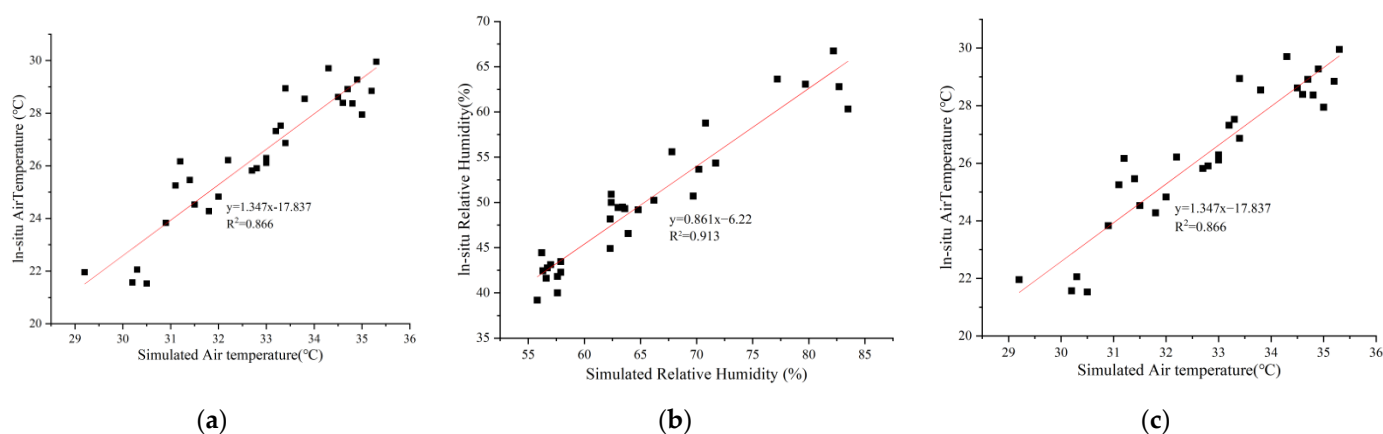 In-situ AirTemperature (℃)
30
28
26
24
22
20
y=1.347x-17.837
R²=0.866
29 30 31 32 33 34 35 36
Simulated Air temperature(℃)
(a)
In-situ Relative Humidity(%)
70
65
60
55
50
45
40
35
y=0.861x−6.22
R²=0.913
55 60 65 70 75 80 85
Simulated Relative Humidity (%)
(b)
In-situ AirTemperature (℃)
30
28
26
24
22
20
y=1.347x−17.837
R²=0.866
29 30 31 32 33 34 35 36
Simulated Air temperature(℃)
(c)